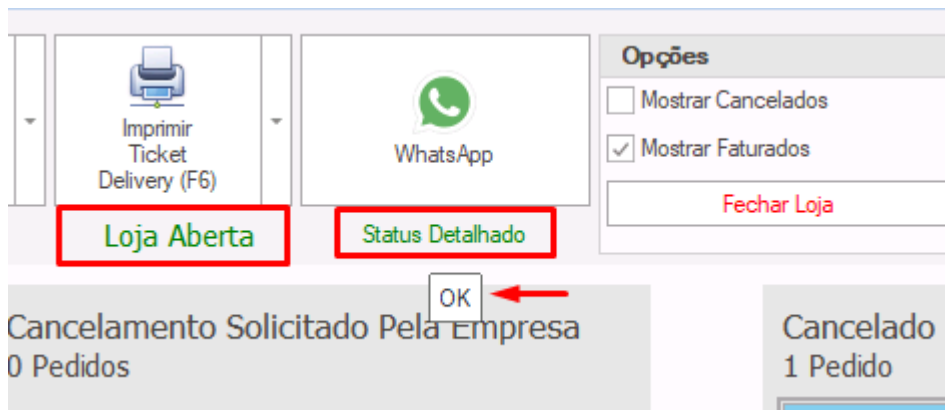 Imprimir
Ticket
Delivery (F6)
WhatsApp
Opções
Mostrar Cancelados
Mostrar Faturados
Fechar Loja
Loja Aberta
Status Detalhado
OK
Cancelamento Solicitado Pela Empresa
0 Pedidos
Cancelado
1 Pedido